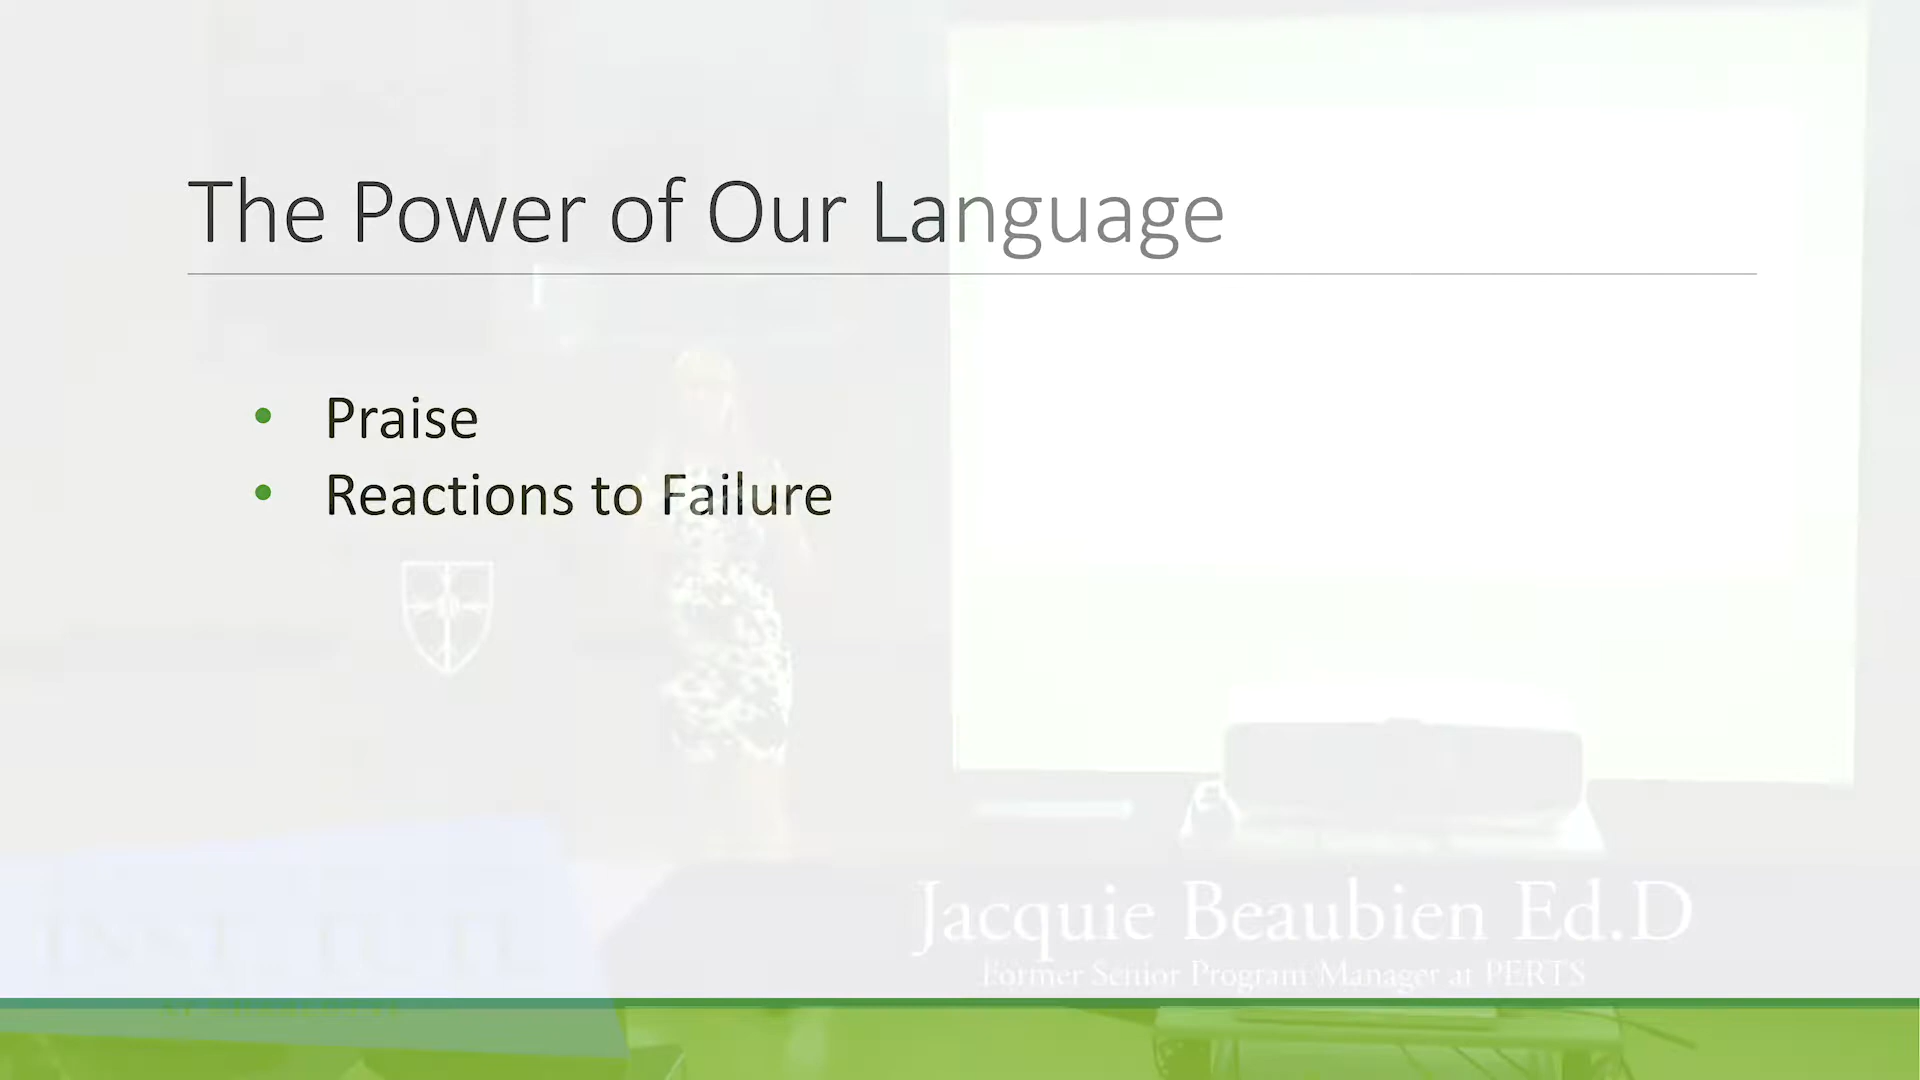 The Power of Our Language
• Praise
• Reactions to Failure
Jacquie Beaubien Ed.D
Former Senior Program Manager at PERTS